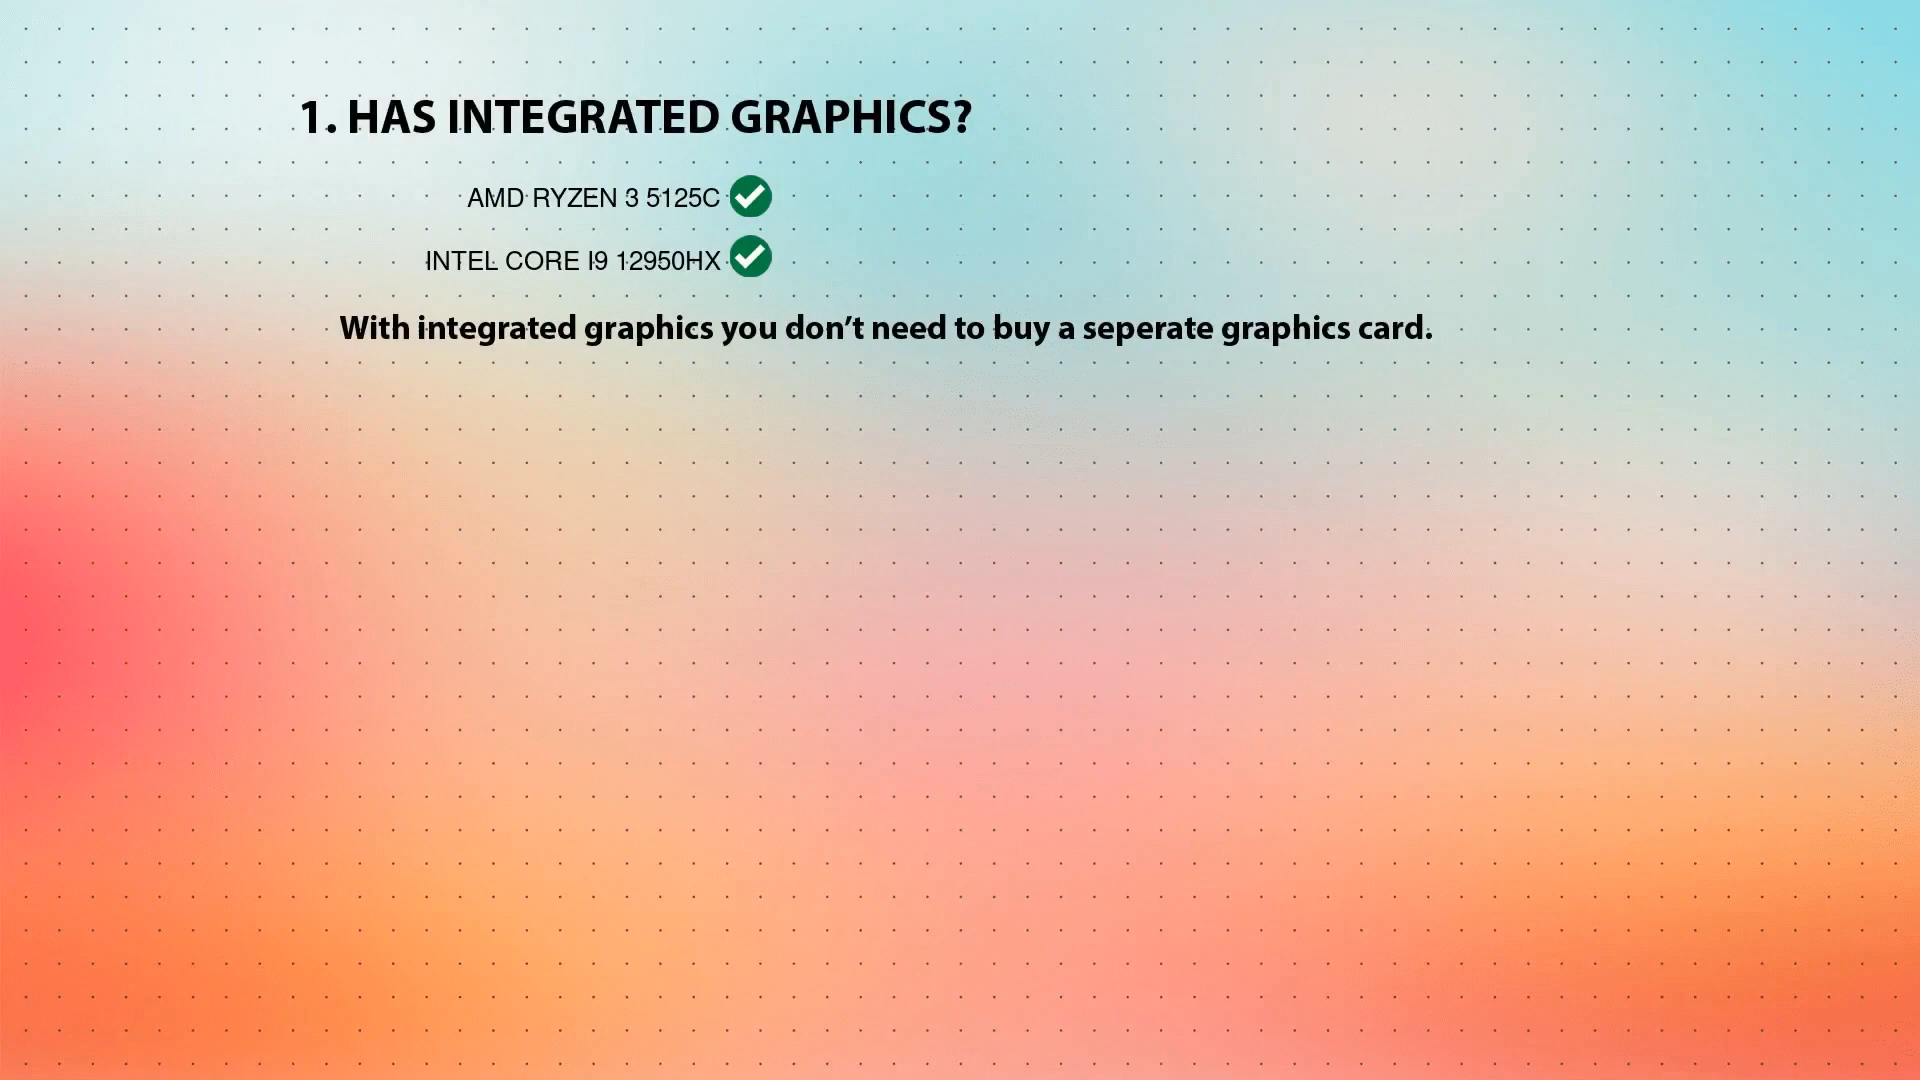 1. HAS INTEGRATED GRAPHICS?
AMD RYZEN 3 5125C
INTEL CORE I9 12950HX
With integrated graphics you don’t need to buy a seperate graphics card.